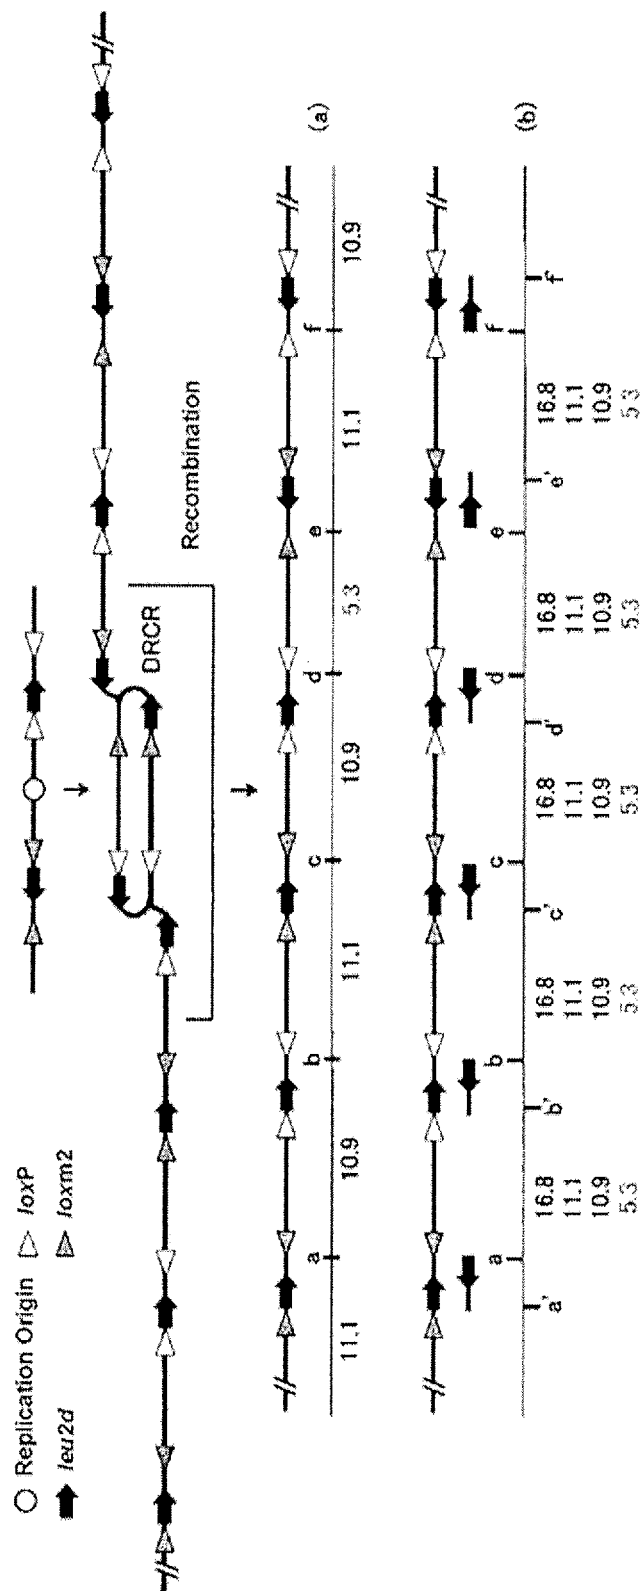 Replication Origin loxP
leu2d loxm2
DRCR
Recombination
a b c d e f (a)
11.1 10.9 11.1 10.9 5.3 11.1 10.9
a b c d e f (b)
a' b' c' d' e' f'
16.8 16.8 16.8 16.8 16.8
11.1 11.1 11.1 11.1 11.1
10.9 10.9 10.9 10.9 10.9
5.3 5.3 5.3 5.3 5.3